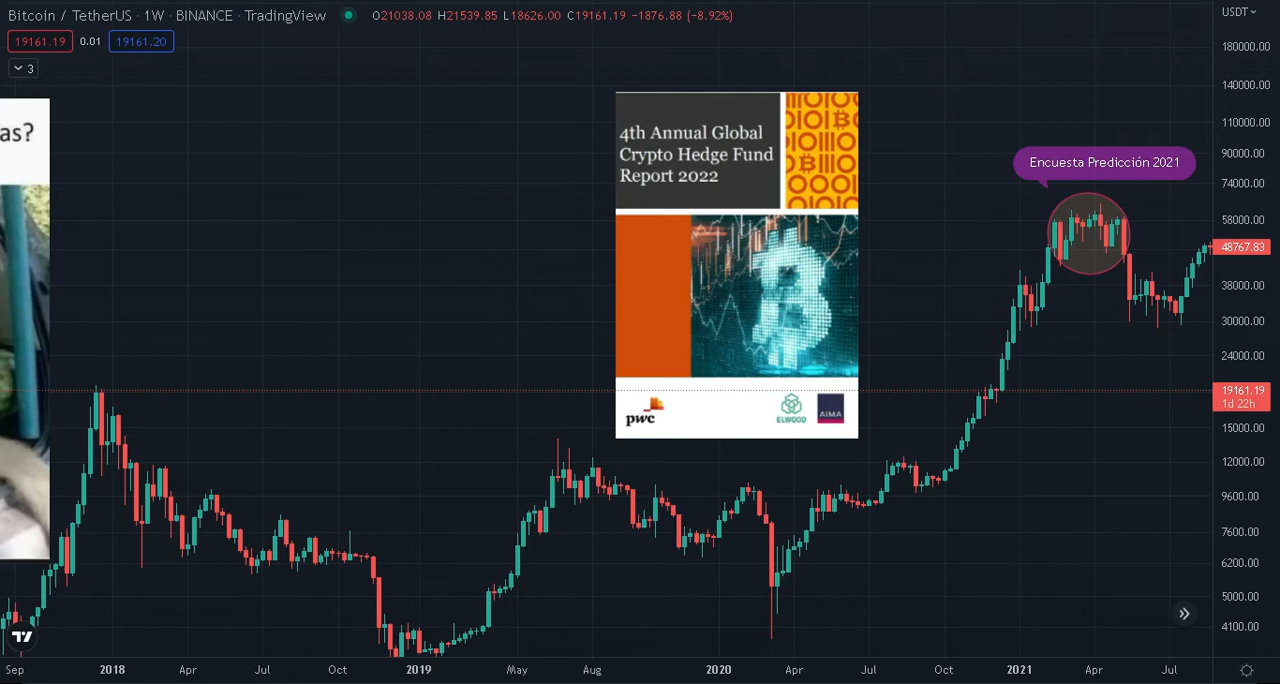 Bitcoin / TetherUS · 1W · BINANCE · TradingView
O21038.08 H21539.85 L18626.00 C19161.19 −1876.88 (−8.92%)
USDT
19161.19 0.01 19161.20
3
as?
4th Annual Global
Crypto Hedge Fund
Report 2022
pwc
ELWOOD
AIMA
Encuesta Predicción 2021
180000.00
140000.00
110000.00
90000.00
74000.00
58000.00
48767.83
38000.00
30000.00
24000.00
19161.19
1d 22h
15000.00
12000.00
9600.00
7600.00
6200.00
5000.00
4100.00
Sep 2018 Apr Jul Oct 2019 May Aug 2020 Apr Jul Oct 2021 Apr Jul